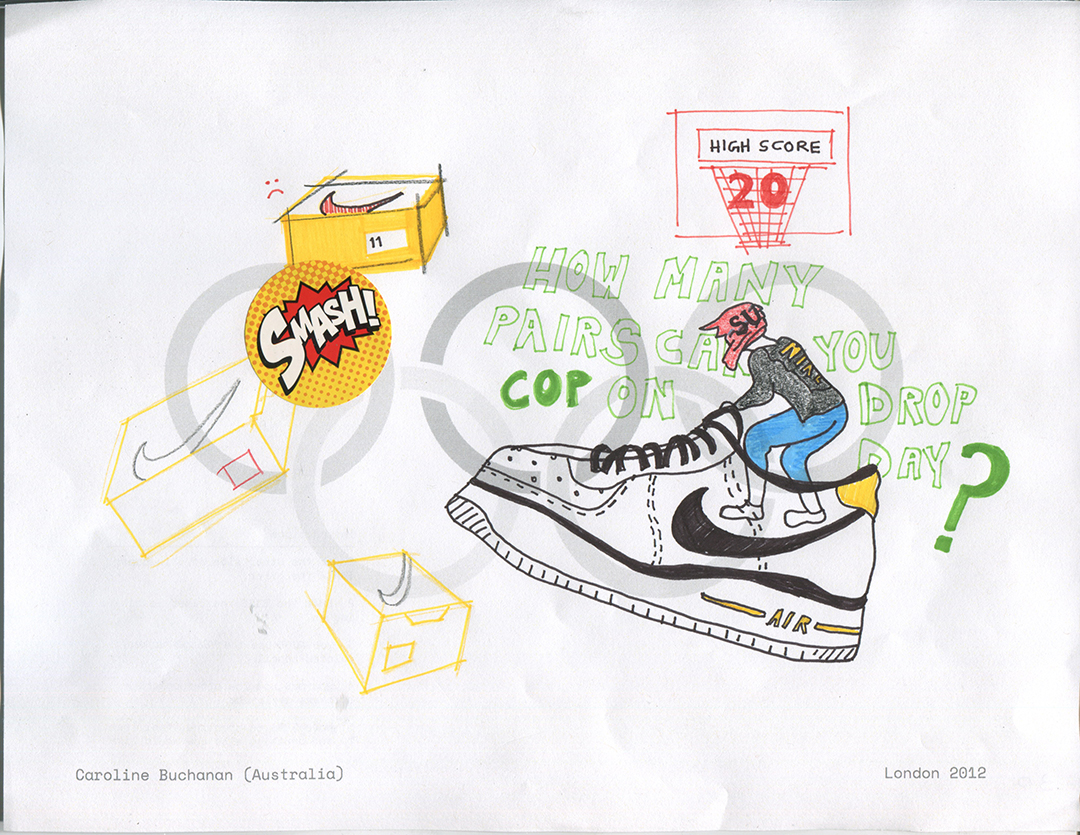 HIGH SCORE
20
11
HOW MANY
PAIRS CAN YOU
COP ON DROP
DAY?
SMASH!
SU
AIR
Caroline Buchanan (Australia)
London 2012